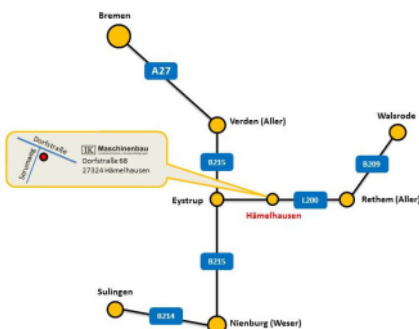 Bremen
A27
Verden (Aller)
Walsrode
B215
B209
Dorfstraße
IK Maschinenbau
Dorfstraße 68
27324 Hämelhausen
Eystrup
L200
Rethem (Aller)
Hämelhausen
B215
Sulingen
B214
Nienburg (Weser)